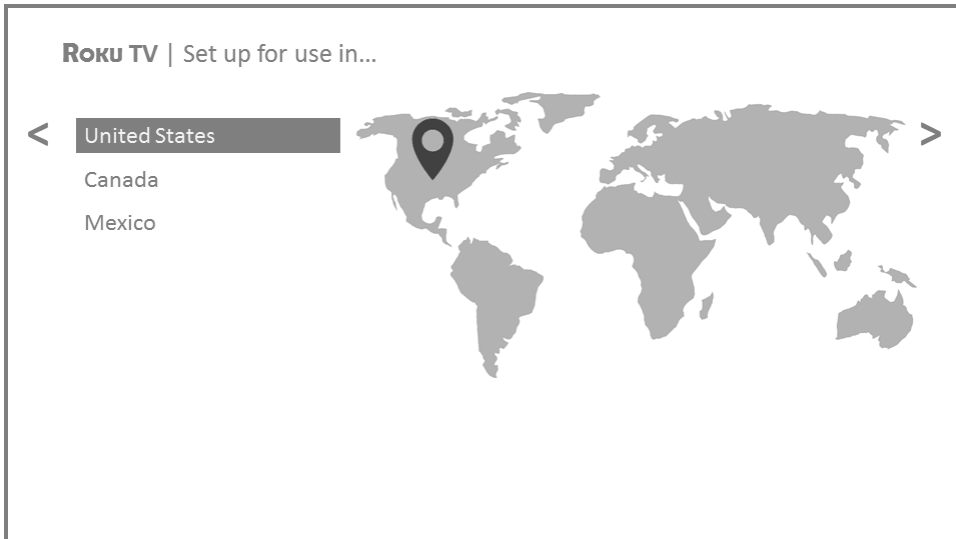 ROKU TV | Set up for use in...
< United States >
Canada
Mexico